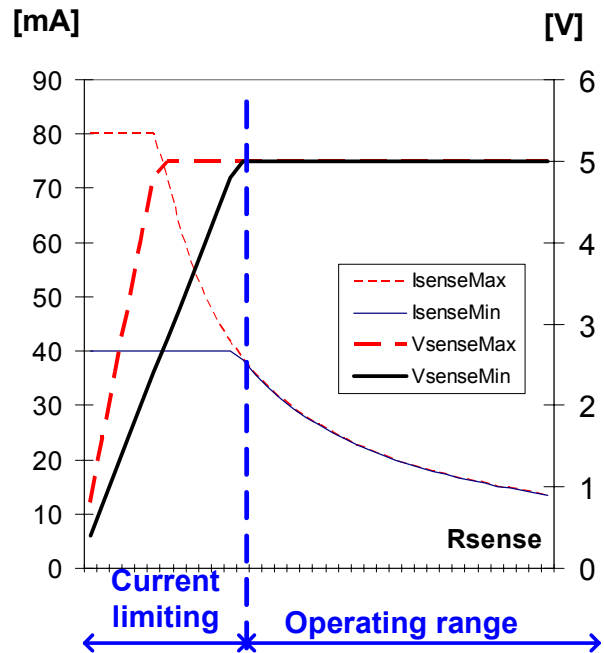 [mA]
[V]
90
80
70
60
50
40
30
20
10
0
6
5
4
3
2
1
0
IsenseMax
IsenseMin
VsenseMax
VsenseMin
Rsense
Current
limiting
Operating range